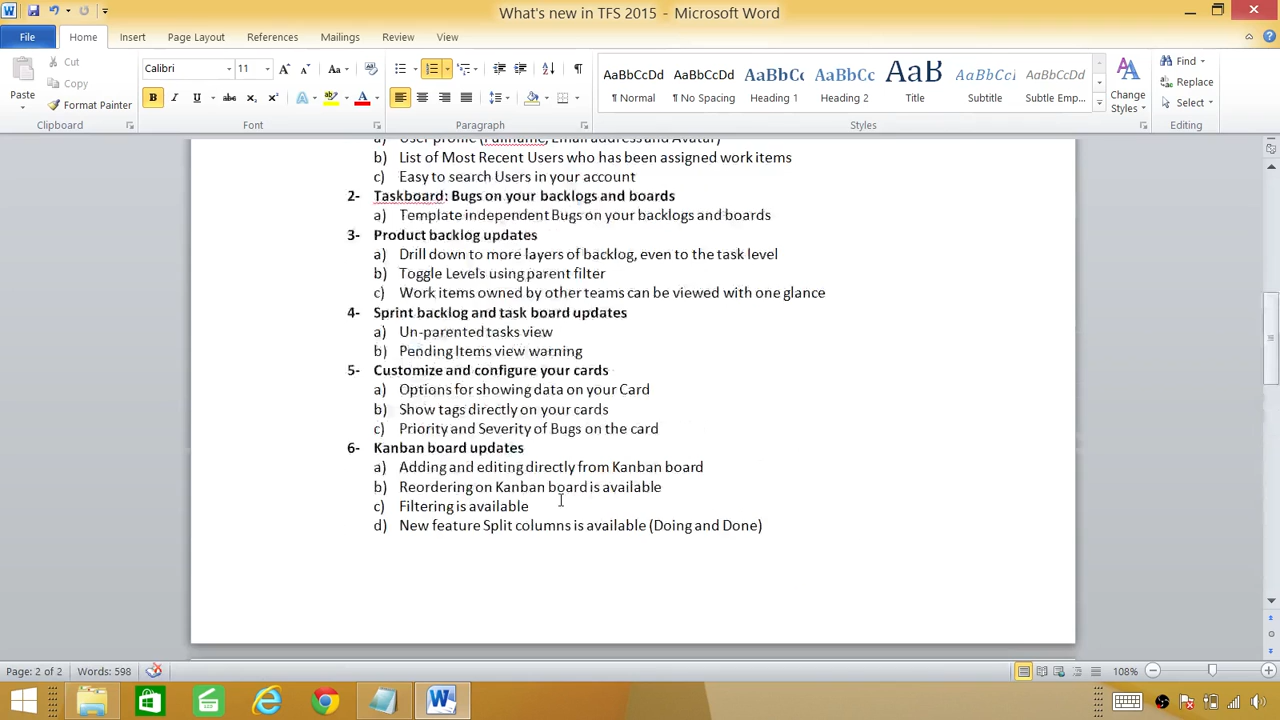 What's new in TFS 2015 - Microsoft Word
File Home Insert Page Layout References Mailings Review View
Paste
Cut
Copy
Format Painter
Calibri 11
AaBbCcDd AaBbCcDd AaBbCc AaBbCc AaB AaBbCcDd AaBbCcDd
¶ Normal ¶ No Spacing Heading 1 Heading 2 Title Subtitle Subtle Emp...
Change Styles
Find
Replace
Select
Clipboard Font Paragraph Styles Editing
a) User profile (Fullname, Email address and Avatar)
b) List of Most Recent Users who has been assigned work items
c) Easy to search Users in your account
2- Taskboard: Bugs on your backlogs and boards
a) Template independent Bugs on your backlogs and boards
3- Product backlog updates
a) Drill down to more layers of backlog, even to the task level
b) Toggle Levels using parent filter
c) Work items owned by other teams can be viewed with one glance
4- Sprint backlog and task board updates
a) Un-parented tasks view
b) Pending Items view warning
5- Customize and configure your cards
a) Options for showing data on your Card
b) Show tags directly on your cards
c) Priority and Severity of Bugs on the card
6- Kanban board updates
a) Adding and editing directly from Kanban board
b) Reordering on Kanban board is available
c) Filtering is available
d) New feature Split columns is available (Doing and Done)
Page: 2 of 2 Words: 598 108%